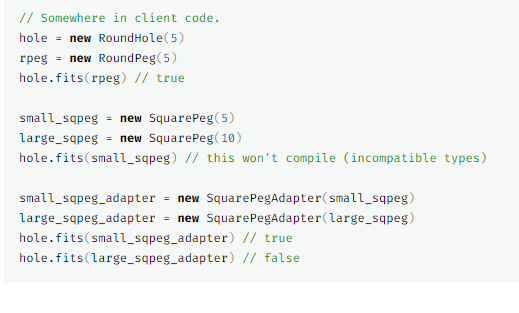 // Somewhere in client code.
hole = new RoundHole(5)
rpeg = new RoundPeg(5)
hole.fits(rpeg) // true
small_sqpeg = new SquarePeg(5)
large_sqpeg = new SquarePeg(10)
hole.fits(small_sqpeg) // this won't compile (incompatible types)
small_sqpeg_adapter = new SquarePegAdapter(small_sqpeg)
large_sqpeg_adapter = new SquarePegAdapter(large_sqpeg)
hole.fits(small_sqpeg_adapter) // true
hole.fits(large_sqpeg_adapter) // false